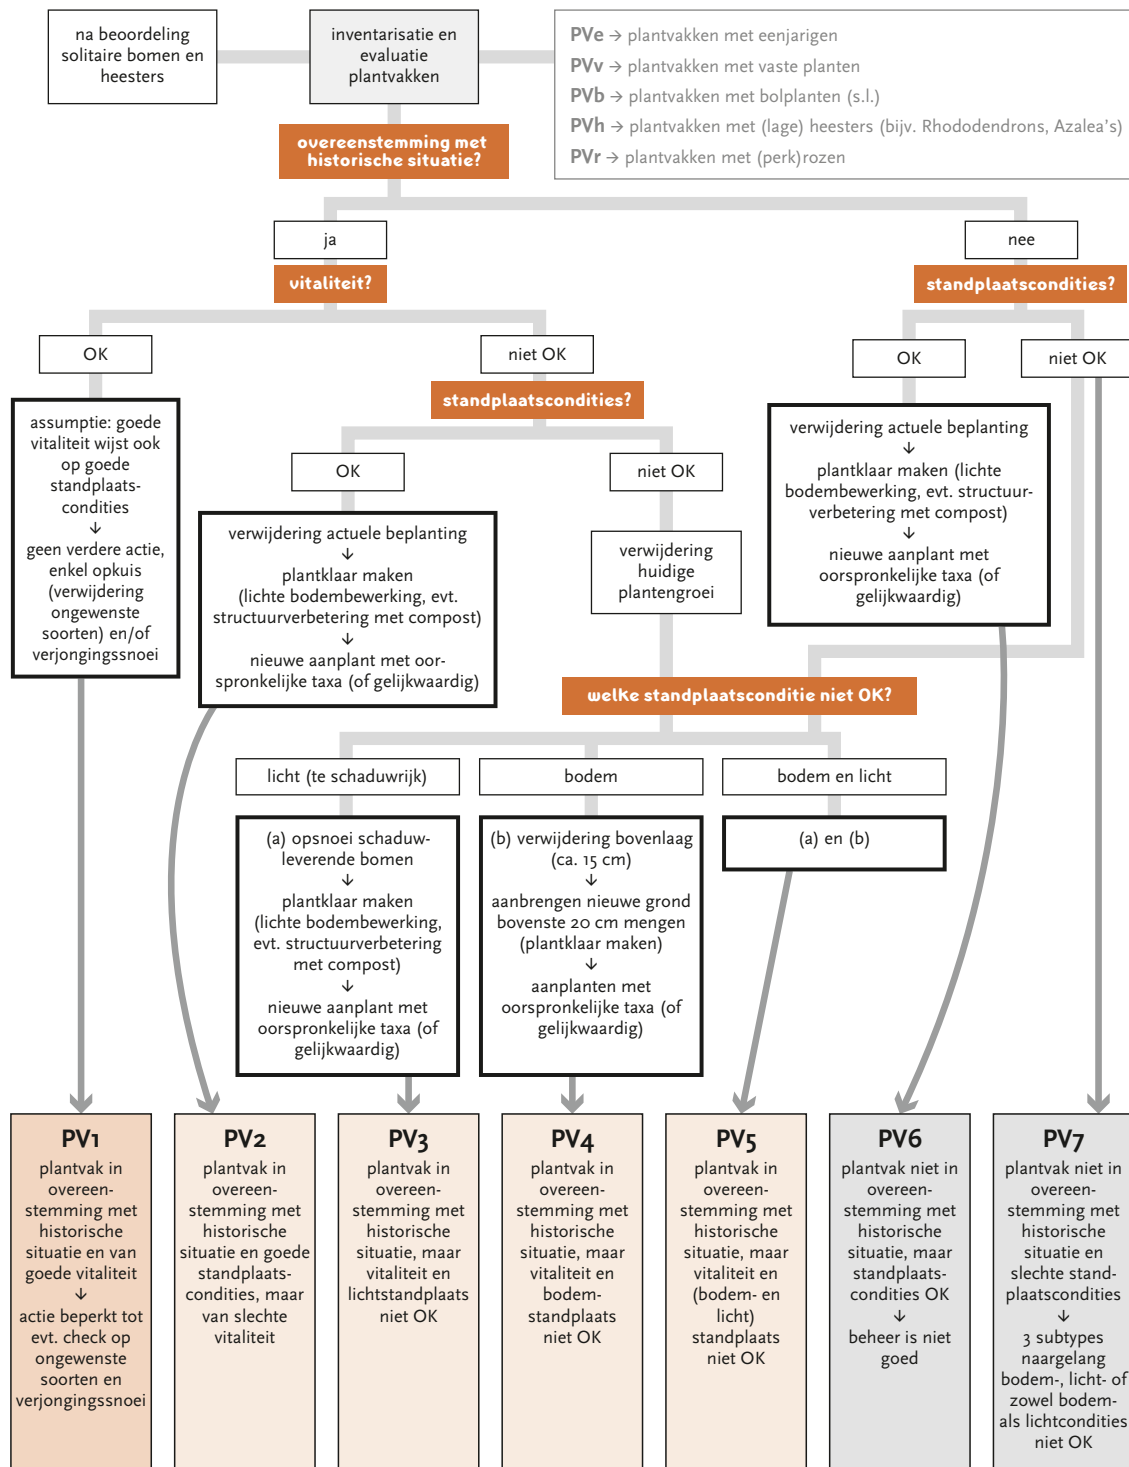 na beoordeling
solitaire bomen en
heesters
inventarisatie en
evaluatie
plantvakken
PVe → plantvakken met eenjarigen
PVv → plantvakken met vaste planten
PVb → plantvakken met bolplanten (s.l.)
PVh → plantvakken met (lage) heesters (bijv. Rhododendrons, Azalea's)
PVr → plantvakken met (perk)rozen
overeenstemming met
historische situatie?
ja
nee
vitaliteit?
standplaatscondities?
OK
niet OK
OK
niet OK
standplaatscondities?
assumptie: goede
vitaliteit wijst ook
op goede
standplaats-
condities
↓
geen verdere actie,
enkel opkuis
(verwijdering
ongewenste
soorten) en/of
verjongingssnoei
OK
niet OK
verwijdering actuele beplanting
↓
plantklaar maken
(lichte bodembewerking, evt.
structuurverbetering met compost)
↓
nieuwe aanplant met oor-
spronkelijke taxa (of gelijkwaardig)
verwijdering
huidige
plantengroei
verwijdering actuele beplanting
↓
plantklaar maken (lichte
bodembewerking, evt. structuur-
verbetering met compost)
↓
nieuwe aanplant met
oorspronkelijke taxa (of
gelijkwaardig)
welke standplaatsconditie niet OK?
licht (te schaduwrijk)
bodem
bodem en licht
(a) opsnoei schaduw-
leverende bomen
↓
plantklaar maken
(lichte bodembewerking,
evt. structuurverbetering
met compost)
↓
nieuwe aanplant met
oorspronkelijke taxa (of
gelijkwaardig)
(b) verwijdering bovenlaag
(ca. 15 cm)
↓
aanbrengen nieuwe grond
bovenste 20 cm mengen
(plantklaar maken)
↓
aanplanten met
oorspronkelijke taxa (of
gelijkwaardig)
(a) en (b)
PV1
plantvak in
overeen-
stemming met
historische
situatie en van
goede vitaliteit
↓
actie beperkt tot
evt. check op
ongewenste
soorten en
verjongingssnoei
PV2
plantvak in
overeen-
stemming met
historische
situatie en goede
standplaats-
condities, maar
van slechte
vitaliteit
PV3
plantvak in
overeen-
stemming met
historische
situatie, maar
vitaliteit en
lichtstandplaats
niet OK
PV4
plantvak in
overeen-
stemming met
historische
situatie, maar
vitaliteit en
bodem-
standplaats
niet OK
PV5
plantvak in
overeen-
stemming met
historische
situatie, maar
vitaliteit en
(bodem- en
licht)
standplaats
niet OK
PV6
plantvak niet in
overeen-
stemming met
historische
situatie, maar
standplaats-
condities OK
↓
beheer is niet
goed
PV7
plantvak niet in
overeen-
stemming met
historische
situatie en
slechte stand-
plaatscondities
↓
3 subtypes
naargelang
bodem-, licht- of
zowel bodem-
als lichtcondities
niet OK